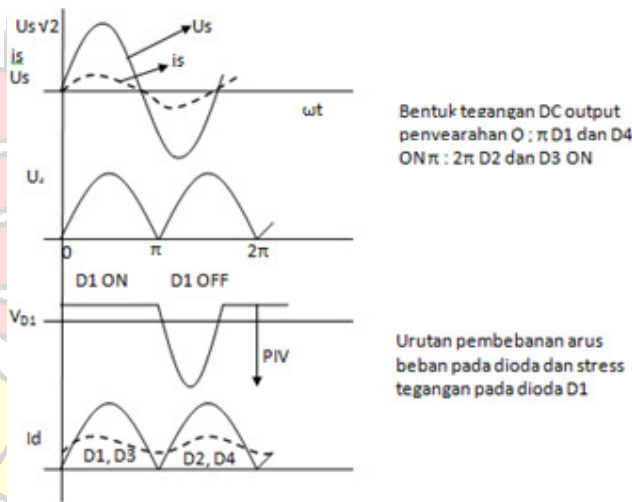 Us√2
Us
is
is
Us
ωt
Bentuk tegangan DC output
penyearahan O ; π D1 dan D4
ON π : 2π D2 dan D3 ON
U
0
π
2π
D1 ON
D1 OFF
VD1
PIV
Urutan pembebanan arus
beban pada dioda dan stress
tegangan pada dioda D1
Id
D1, D3
D2, D4